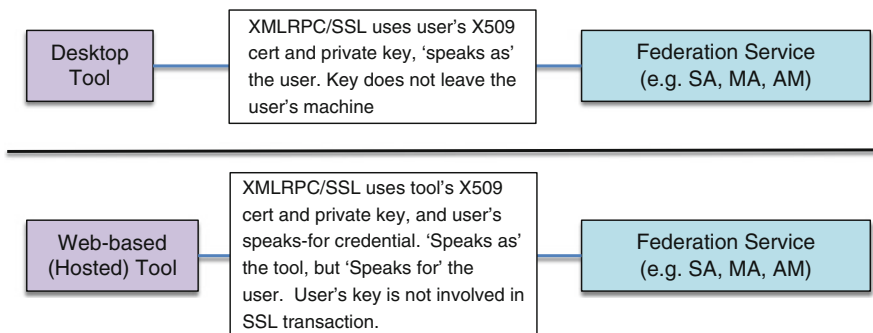 Desktop
Tool
XMLRPC/SSL uses user's X509
cert and private key, 'speaks as'
the user. Key does not leave the
user's machine
Federation Service
(e.g. SA, MA, AM)
Web-based
(Hosted) Tool
XMLRPC/SSL uses tool's X509
cert and private key, and user's
speaks-for credential. 'Speaks as'
the tool, but 'Speaks for' the
user. User's key is not involved in
SSL transaction.
Federation Service
(e.g. SA, MA, AM)